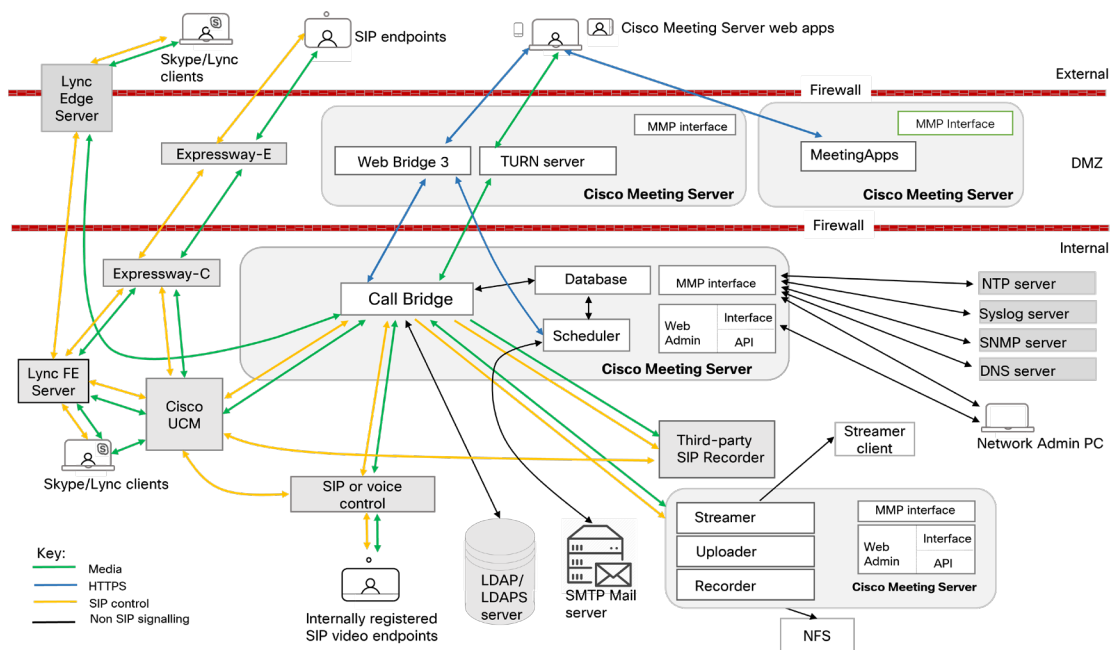 Skype/Lync
clients
SIP endpoints
Cisco Meeting Server web apps
External
Firewall
Lync
Edge
Server
Expressway-E
MMP interface
Web Bridge 3
TURN server
Cisco Meeting Server
MMP Interface
MeetingApps
Cisco Meeting Server
DMZ
Firewall
Internal
Expressway-C
Call Bridge
Database
Scheduler
MMP interface
Web
Admin
Interface
API
Cisco Meeting Server
NTP server
Syslog server
SNMP server
DNS server
Network Admin PC
Lync FE
Server
Cisco
UCM
Skype/Lync clients
SIP or voice
control
Third-party
SIP Recorder
Streamer
client
Streamer
Uploader
Recorder
MMP interface
Web
Admin
Interface
API
Cisco Meeting Server
NFS
LDAP/
LDAPS
server
SMTP Mail
server
Internally registered
SIP video endpoints
Key:
Media
HTTPS
SIP control
Non SIP signalling
S
S